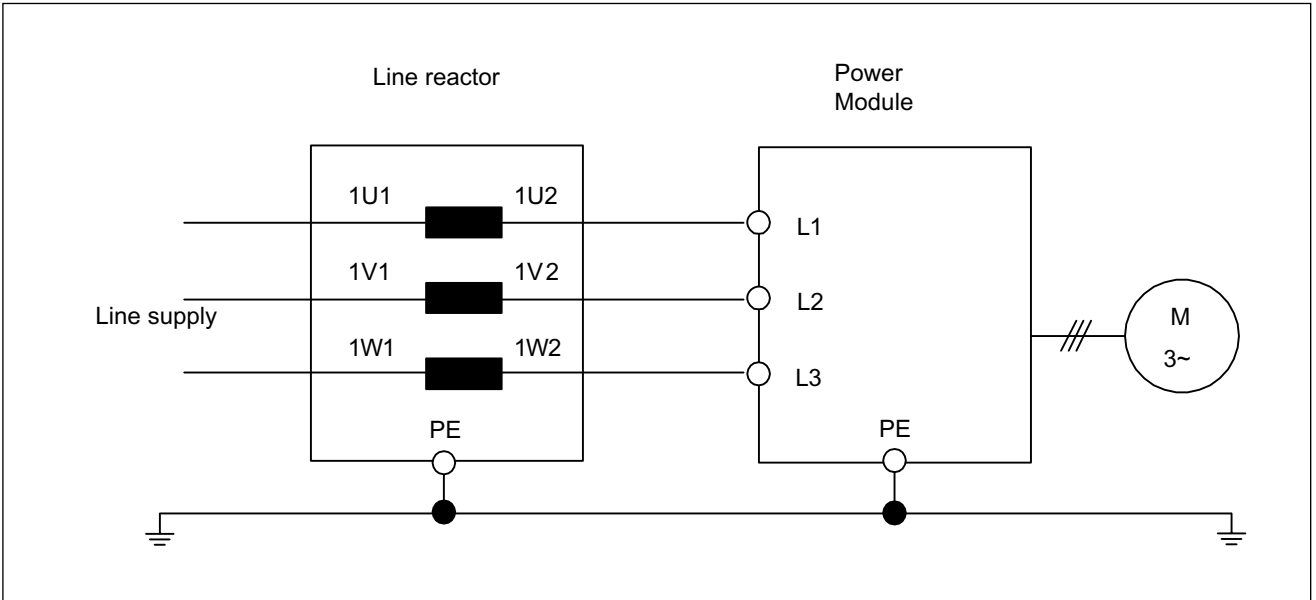 Line reactor
Power
Module
1U1
1U2
L1
1V1
1V2
L2
Line supply
M
3~
1W1
1W2
L3
PE
PE